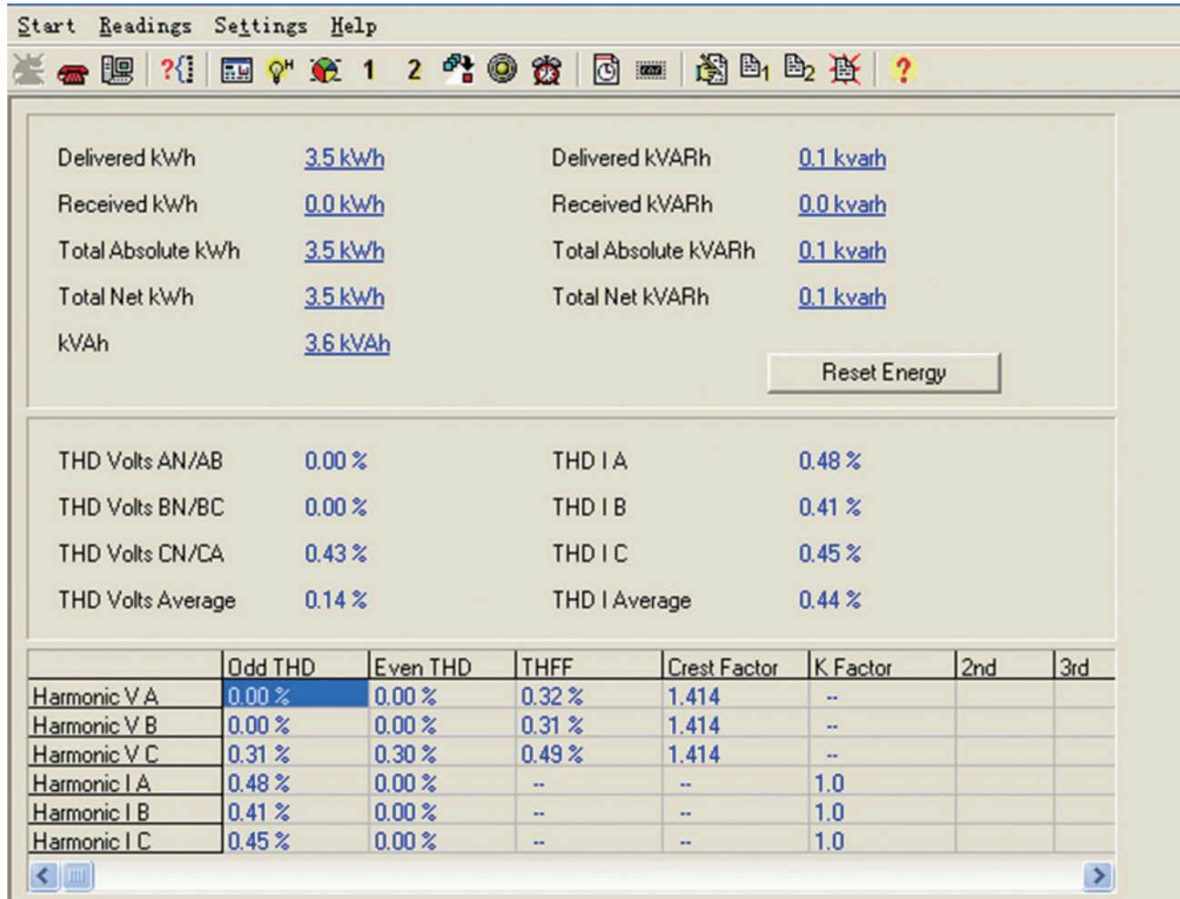 Start Readings Settings Help
?{ H 1 2 1 2 ?
Delivered kWh 3.5 kWh Delivered kVARh 0.1 kvarh
Received kWh 0.0 kWh Received kVARh 0.0 kvarh
Total Absolute kWh 3.5 kWh Total Absolute kVARh 0.1 kvarh
Total Net kWh 3.5 kWh Total Net kVARh 0.1 kvarh
kVAh 3.6 kVAh
Reset Energy
THD Volts AN/AB 0.00 % THD I A 0.48 %
THD Volts BN/BC 0.00 % THD I B 0.41 %
THD Volts CN/CA 0.43 % THD I C 0.45 %
THD Volts Average 0.14 % THD I Average 0.44 %
Odd THD Even THD THFF Crest Factor K Factor 2nd 3rd
Harmonic V A 0.00 % 0.00 % 0.32 % 1.414 --
Harmonic V B 0.00 % 0.00 % 0.31 % 1.414 --
Harmonic V C 0.31 % 0.30 % 0.49 % 1.414 --
Harmonic I A 0.48 % 0.00 % -- -- 1.0
Harmonic I B 0.41 % 0.00 % -- -- 1.0
Harmonic I C 0.45 % 0.00 % -- -- 1.0